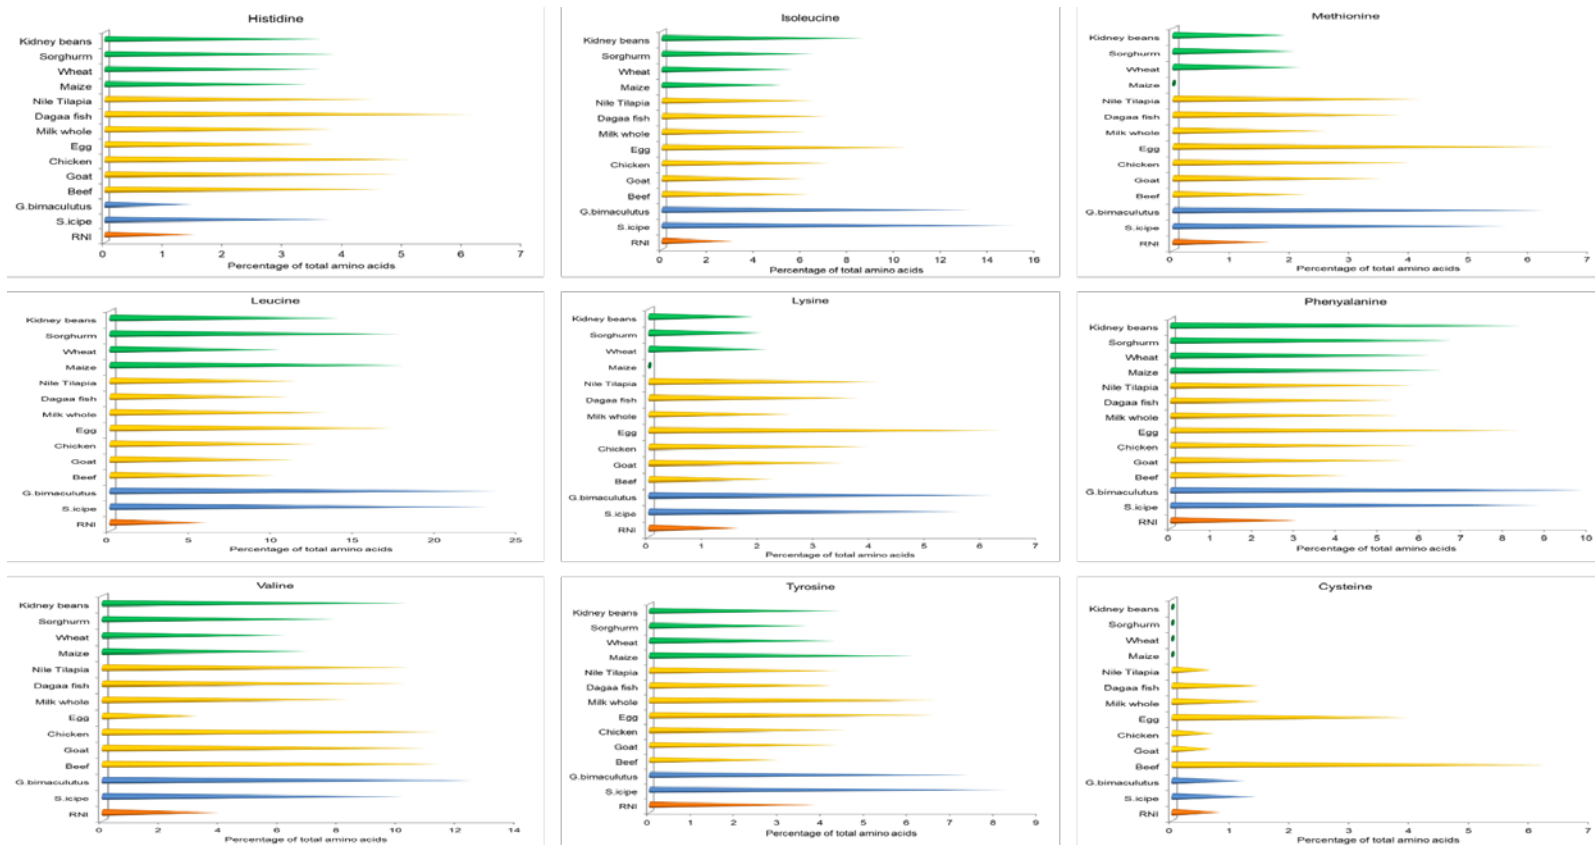 Histidine
Kidney beans
Sorghurm
Wheat
Maize
Nile Tilapia
Dagaa fish
Milk whole
Egg
Chicken
Goat
Beef
G.bimaculutus
S.icipe
RNI
0 1 2 3 4 5 6 7
Percentage of total amino acids
Isoleucine
Kidney beans
Sorghurm
Wheat
Maize
Nile Tilapia
Dagaa fish
Milk whole
Egg
Chicken
Goat
Beef
G.bimaculutus
S.icipe
RNI
0 2 4 6 8 10 12 14 16
Percentage of total amino acids
Methionine
Kidney beans
Sorghurm
Wheat
Maize
Nile Tilapia
Dagaa fish
Milk whole
Egg
Chicken
Goat
Beef
G.bimaculutus
S.icipe
RNI
0 1 2 3 4 5 6 7
Percentage of total amino acids
Leucine
Kidney beans
Sorghurm
Wheat
Maize
Nile Tilapia
Dagaa fish
Milk whole
Egg
Chicken
Goat
Beef
G.bimaculutus
S.icipe
RNI
0 5 10 15 20 25
Percentage of total amino acids
Lysine
Kidney beans
Sorghurm
Wheat
Maize
Nile Tilapia
Dagaa fish
Milk whole
Egg
Chicken
Goat
Beef
G.bimaculutus
S.icipe
RNI
0 1 2 3 4 5 6 7
Percentage of total amino acids
Phenyalanine
Kidney beans
Sorghurm
Wheat
Maize
Nile Tilapia
Dagaa fish
Milk whole
Egg
Chicken
Goat
Beef
G.bimaculutus
S.icipe
RNI
0 1 2 3 4 5 6 7 8 9 10
Percentage of total amino acids
Valine
Kidney beans
Sorghurm
Wheat
Maize
Nile Tilapia
Dagaa fish
Milk whole
Egg
Chicken
Goat
Beef
G.bimaculutus
S.icipe
RNI
0 2 4 6 8 10 12 14
Percentage of total amino acids
Tyrosine
Kidney beans
Sorghurm
Wheat
Maize
Nile Tilapia
Dagaa fish
Milk whole
Egg
Chicken
Goat
Beef
G.bimaculutus
S.icipe
RNI
0 1 2 3 4 5 6 7 8 9
Percentage of total amino acids
Cysteine
Kidney beans
Sorghurm
Wheat
Maize
Nile Tilapia
Dagaa fish
Milk whole
Egg
Chicken
Goat
Beef
G.bimaculutus
S.icipe
RNI
0 1 2 3 4 5 6 7
Percentage of total amino acids